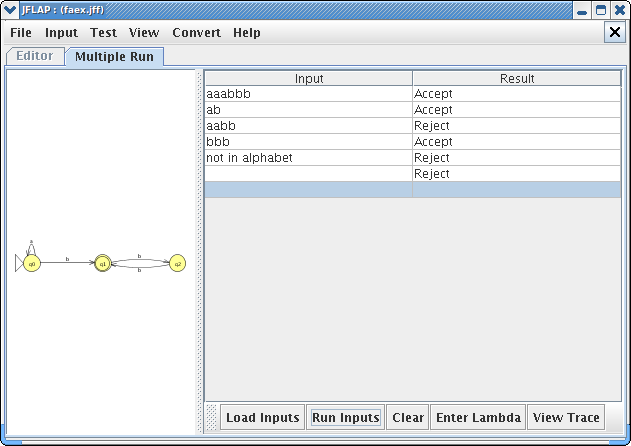 JFLAP : (faex.jff)
File Input Test View Convert Help
Editor Multiple Run
Input Result
aaabbb Accept
ab Accept
aabb Reject
bbb Accept
not in alphabet Reject
Reject
a
b
b
q0 q1 q2
b
Load Inputs Run Inputs Clear Enter Lambda View Trace